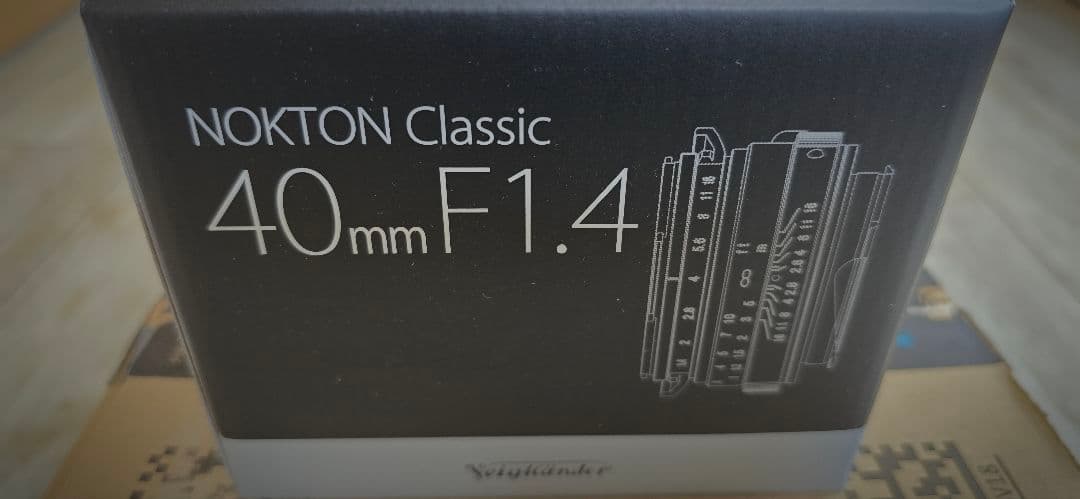 NOKTON Classic
40mm F1.4
Voigtländer